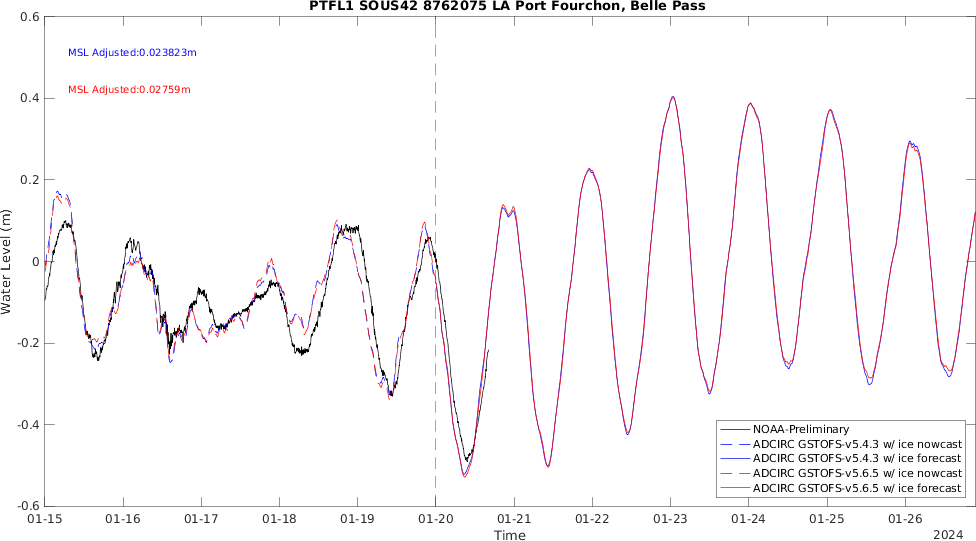 PTFL1 SOUS42 8762075 LA Port Fourchon, Belle Pass
0.6
0.4
0.2
0
-0.2
-0.4
-0.6
Water Level (m)
MSL Adjusted:0.023823m
MSL Adjusted:0.02759m
NOAA-Preliminary
ADCIRC GSTOFS-v5.4.3 w/ ice nowcast
ADCIRC GSTOFS-v5.4.3 w/ ice forecast
ADCIRC GSTOFS-v5.6.5 w/ ice nowcast
ADCIRC GSTOFS-v5.6.5 w/ ice forecast
01-15 01-16 01-17 01-18 01-19 01-20 01-21 01-22 01-23 01-24 01-25 01-26
Time
2024